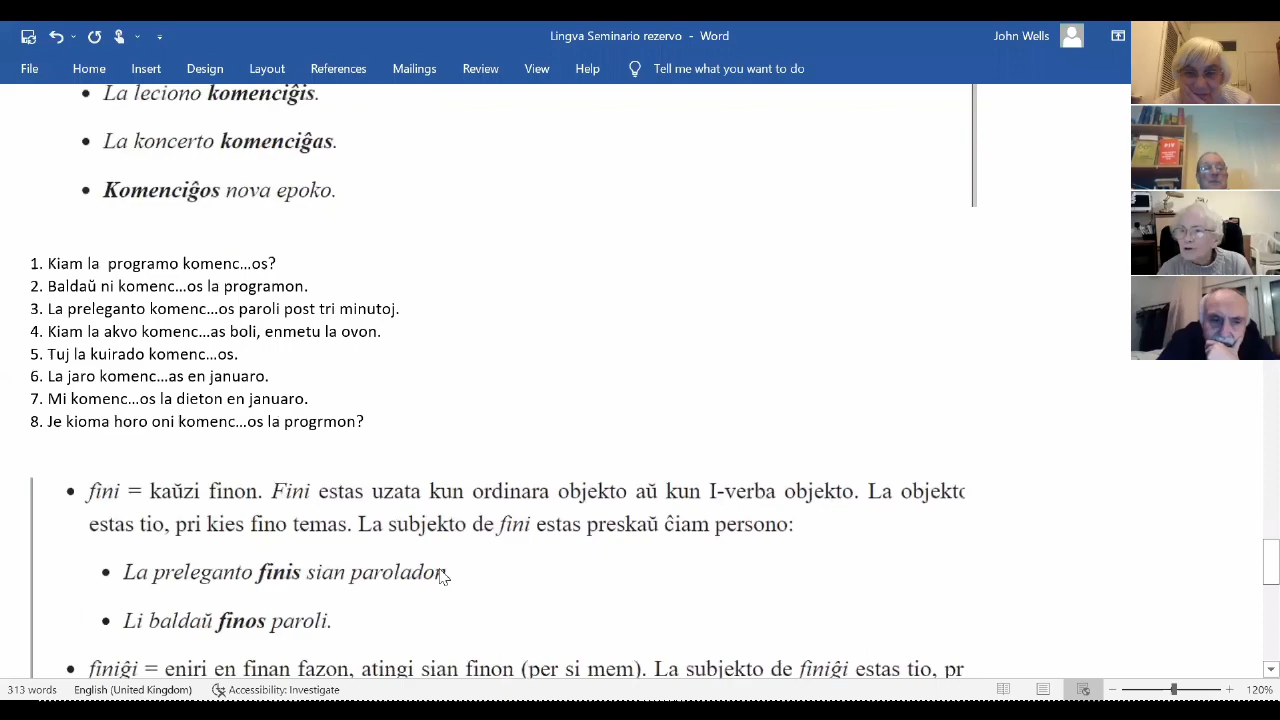 Lingva Seminario rezervo - Word
John Wells
File Home Insert Design Layout References Mailings Review View Help Tell me what you want to do
La leciono komenciĝis.
La koncerto komenciĝas.
Komenciĝos nova epoko.
1. Kiam la programo komenc...os?
2. Baldaŭ ni komenc...os la programon.
3. La preleganto komenc...os paroli post tri minutoj.
4. Kiam la akvo komenc...as boli, enmetu la ovon.
5. Tuj la kuirado komenc...os.
6. La jaro komenc...as en januaro.
7. Mi komenc...os la dieton en januaro.
8. Je kioma horo oni komenc...os la progrmon?
fini = kaŭzi finon. Fini estas uzata kun ordinara objekto aŭ kun I-verba objekto. La objekto
estas tio, pri kies fino temas. La subjekto de fini estas preskaŭ ĉiam persono:
La preleganto finis sian paroladon.
Li baldaŭ finos paroli.
finiĝi = eniri en finan fazon, atingi sian finon (per si mem). La subjekto de finiĝi estas tio, pr
313 words English (United Kingdom) Accessibility: Investigate 120%